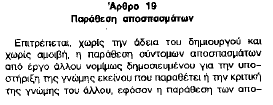 Άρθρο 19
Παράθεση αποσπασμάτων
Επιτρέπεται, χωρίς την άδεια του δημιουργού και
χωρίς αμοιβή, η παράθεση σύντομων αποσπασμάτων
από έργο άλλου νομίμως δημοσιευμένου για την υπο-
στήριξη της γνώμης εκείνου που παραθέτει ή την κριτική
της γνώμης του άλλου, εφόσον η παράθεση των απο-